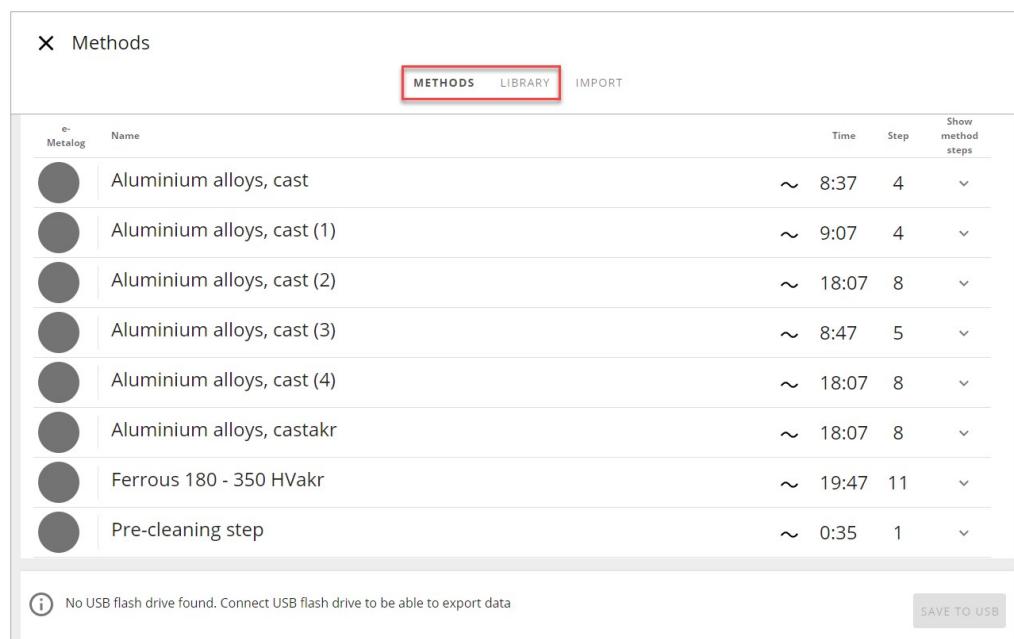 Methods
METHODS LIBRARY IMPORT
e-Metalog Name Time Step Show method steps
Aluminium alloys, cast ~ 8:37 4
Aluminium alloys, cast (1) ~ 9:07 4
Aluminium alloys, cast (2) ~ 18:07 8
Aluminium alloys, cast (3) ~ 8:47 5
Aluminium alloys, cast (4) ~ 18:07 8
Aluminium alloys, castakr ~ 18:07 8
Ferrous 180 - 350 HVakr ~ 19:47 11
Pre-cleaning step ~ 0:35 1
No USB flash drive found. Connect USB flash drive to be able to export data
SAVE TO USB